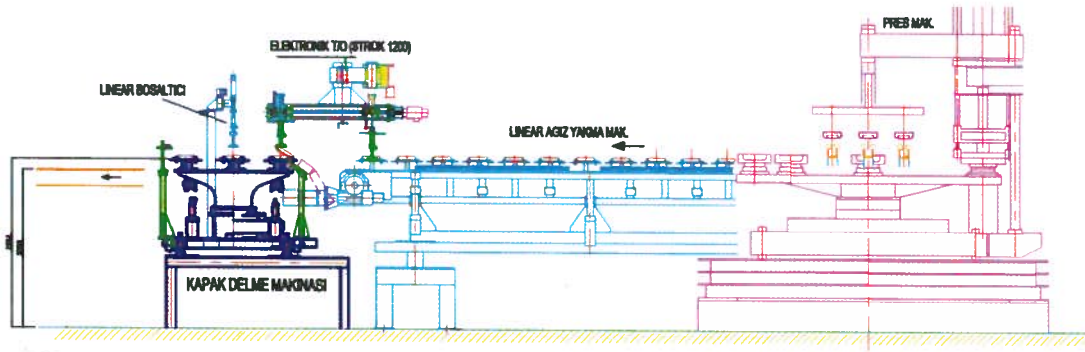 PRES MAK.
ELEKTRONIK T/O (STROK 1200)
LINEAR BOSALTICI
LINEAR AGIZ YAKMA MAK.
KAPAK DELME MAKINASI